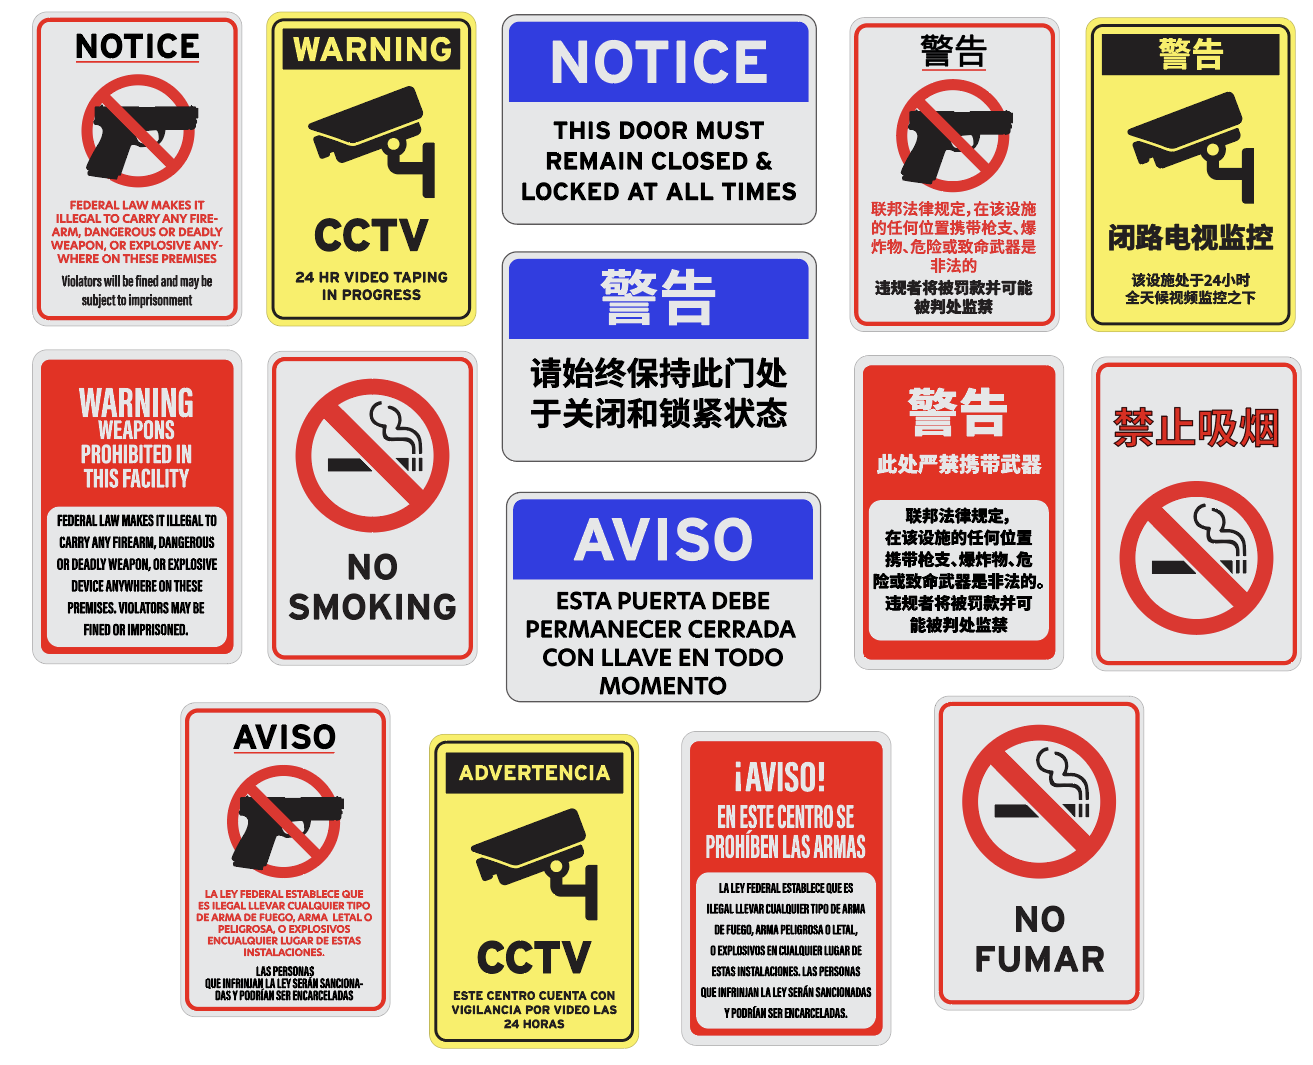 NOTICE
FEDERAL LAW MAKES IT
ILLEGAL TO CARRY ANY FIRE-
ARM, DANGEROUS OR DEADLY
WEAPON, OR EXPLOSIVE ANY-
WHERE ON THESE PREMISES
Violators will be fined and may be
subject to imprisonment
WARNING
CCTV
24 HR VIDEO TAPING
IN PROGRESS
NOTICE
THIS DOOR MUST
REMAIN CLOSED &
LOCKED AT ALL TIMES
警告
联邦法律规定,在该设施
的任何位置携带枪支、爆
炸物、危险或致命武器是
非法的
违规者将被罚款并可能
被判处监禁
警告
闭路电视监控
该设施处于24小时
全天候视频监控之下
警告
请始终保持此门处
于关闭和锁紧状态
WARNING
WEAPONS
PROHIBITED IN
THIS FACILITY
FEDERAL LAW MAKES IT ILLEGAL TO
CARRY ANY FIREARM, DANGEROUS
OR DEADLY WEAPON, OR EXPLOSIVE
DEVICE ANYWHERE ON THESE
PREMISES. VIOLATORS MAY BE
FINED OR IMPRISONED.
NO
SMOKING
AVISO
ESTA PUERTA DEBE
PERMANECER CERRADA
CON LLAVE EN TODO
MOMENTO
警告
此处严禁携带武器
联邦法律规定,
在该设施的任何位置
携带枪支、爆炸物、危
险或致命武器是非法的。
违规者将被罚款并可
能被判处监禁
禁止吸烟
AVISO
LA LEY FEDERAL ESTABLECE QUE
ES ILEGAL LLEVAR CUALQUIER TIPO
DE ARMA DE FUEGO, ARMA LETAL O
PELIGROSA, O EXPLOSIVOS
ENCUALQUIER LUGAR DE ESTAS
INSTALACIONES.
LAS PERSONAS
QUE INFRINJAN LA LEY SERÁN SANCIONA-
DAS Y PODRÍAN SER ENCARCELADAS
ADVERTENCIA
CCTV
ESTE CENTRO CUENTA CON
VIGILANCIA POR VIDEO LAS
24 HORAS
¡AVISO!
EN ESTE CENTRO SE
PROHÍBEN LAS ARMAS
LA LEY FEDERAL ESTABLECE QUE ES
ILEGAL LLEVAR CUALQUIER TIPO DE ARMA
DE FUEGO, ARMA PELIGROSA O LETAL,
O EXPLOSIVOS EN CUALQUIER LUGAR DE
ESTAS INSTALACIONES. LAS PERSONAS
QUE INFRINJAN LA LEY SERÁN SANCIONADAS
Y PODRÍAN SER ENCARCELADAS.
NO
FUMAR